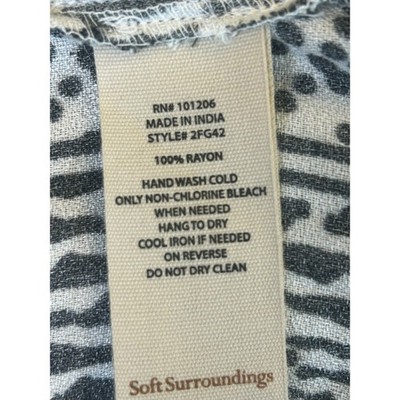 RN# 101206
MADE IN INDIA
STYLE# 2FG42
100% RAYON
HAND WASH COLD
ONLY NON-CHLORINE BLEACH
WHEN NEEDED
HANG TO DRY
COOL IRON IF NEEDED
ON REVERSE
DO NOT DRY CLEAN
Soft Surroundings